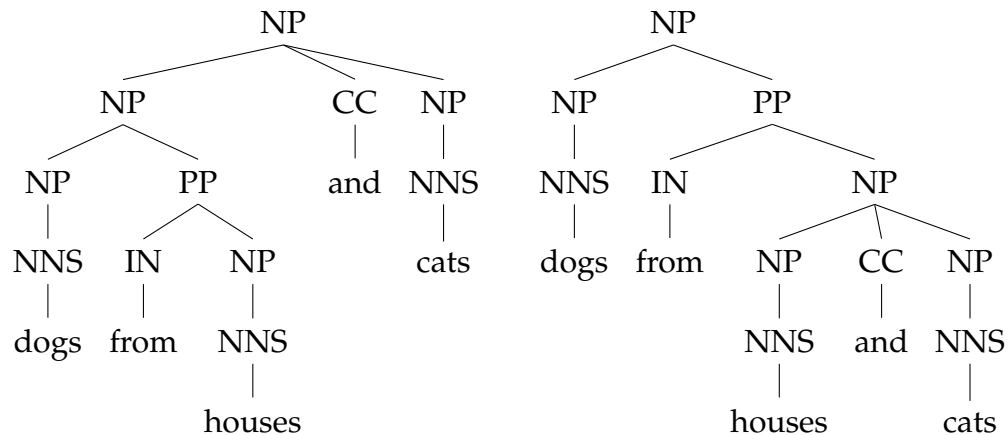 NP NP
NP CC NP NP PP
NP PP and NNS NNS IN NP
NNS IN NP cats dogs from NP CC NP
dogs from NNS NNS and NNS
houses houses cats